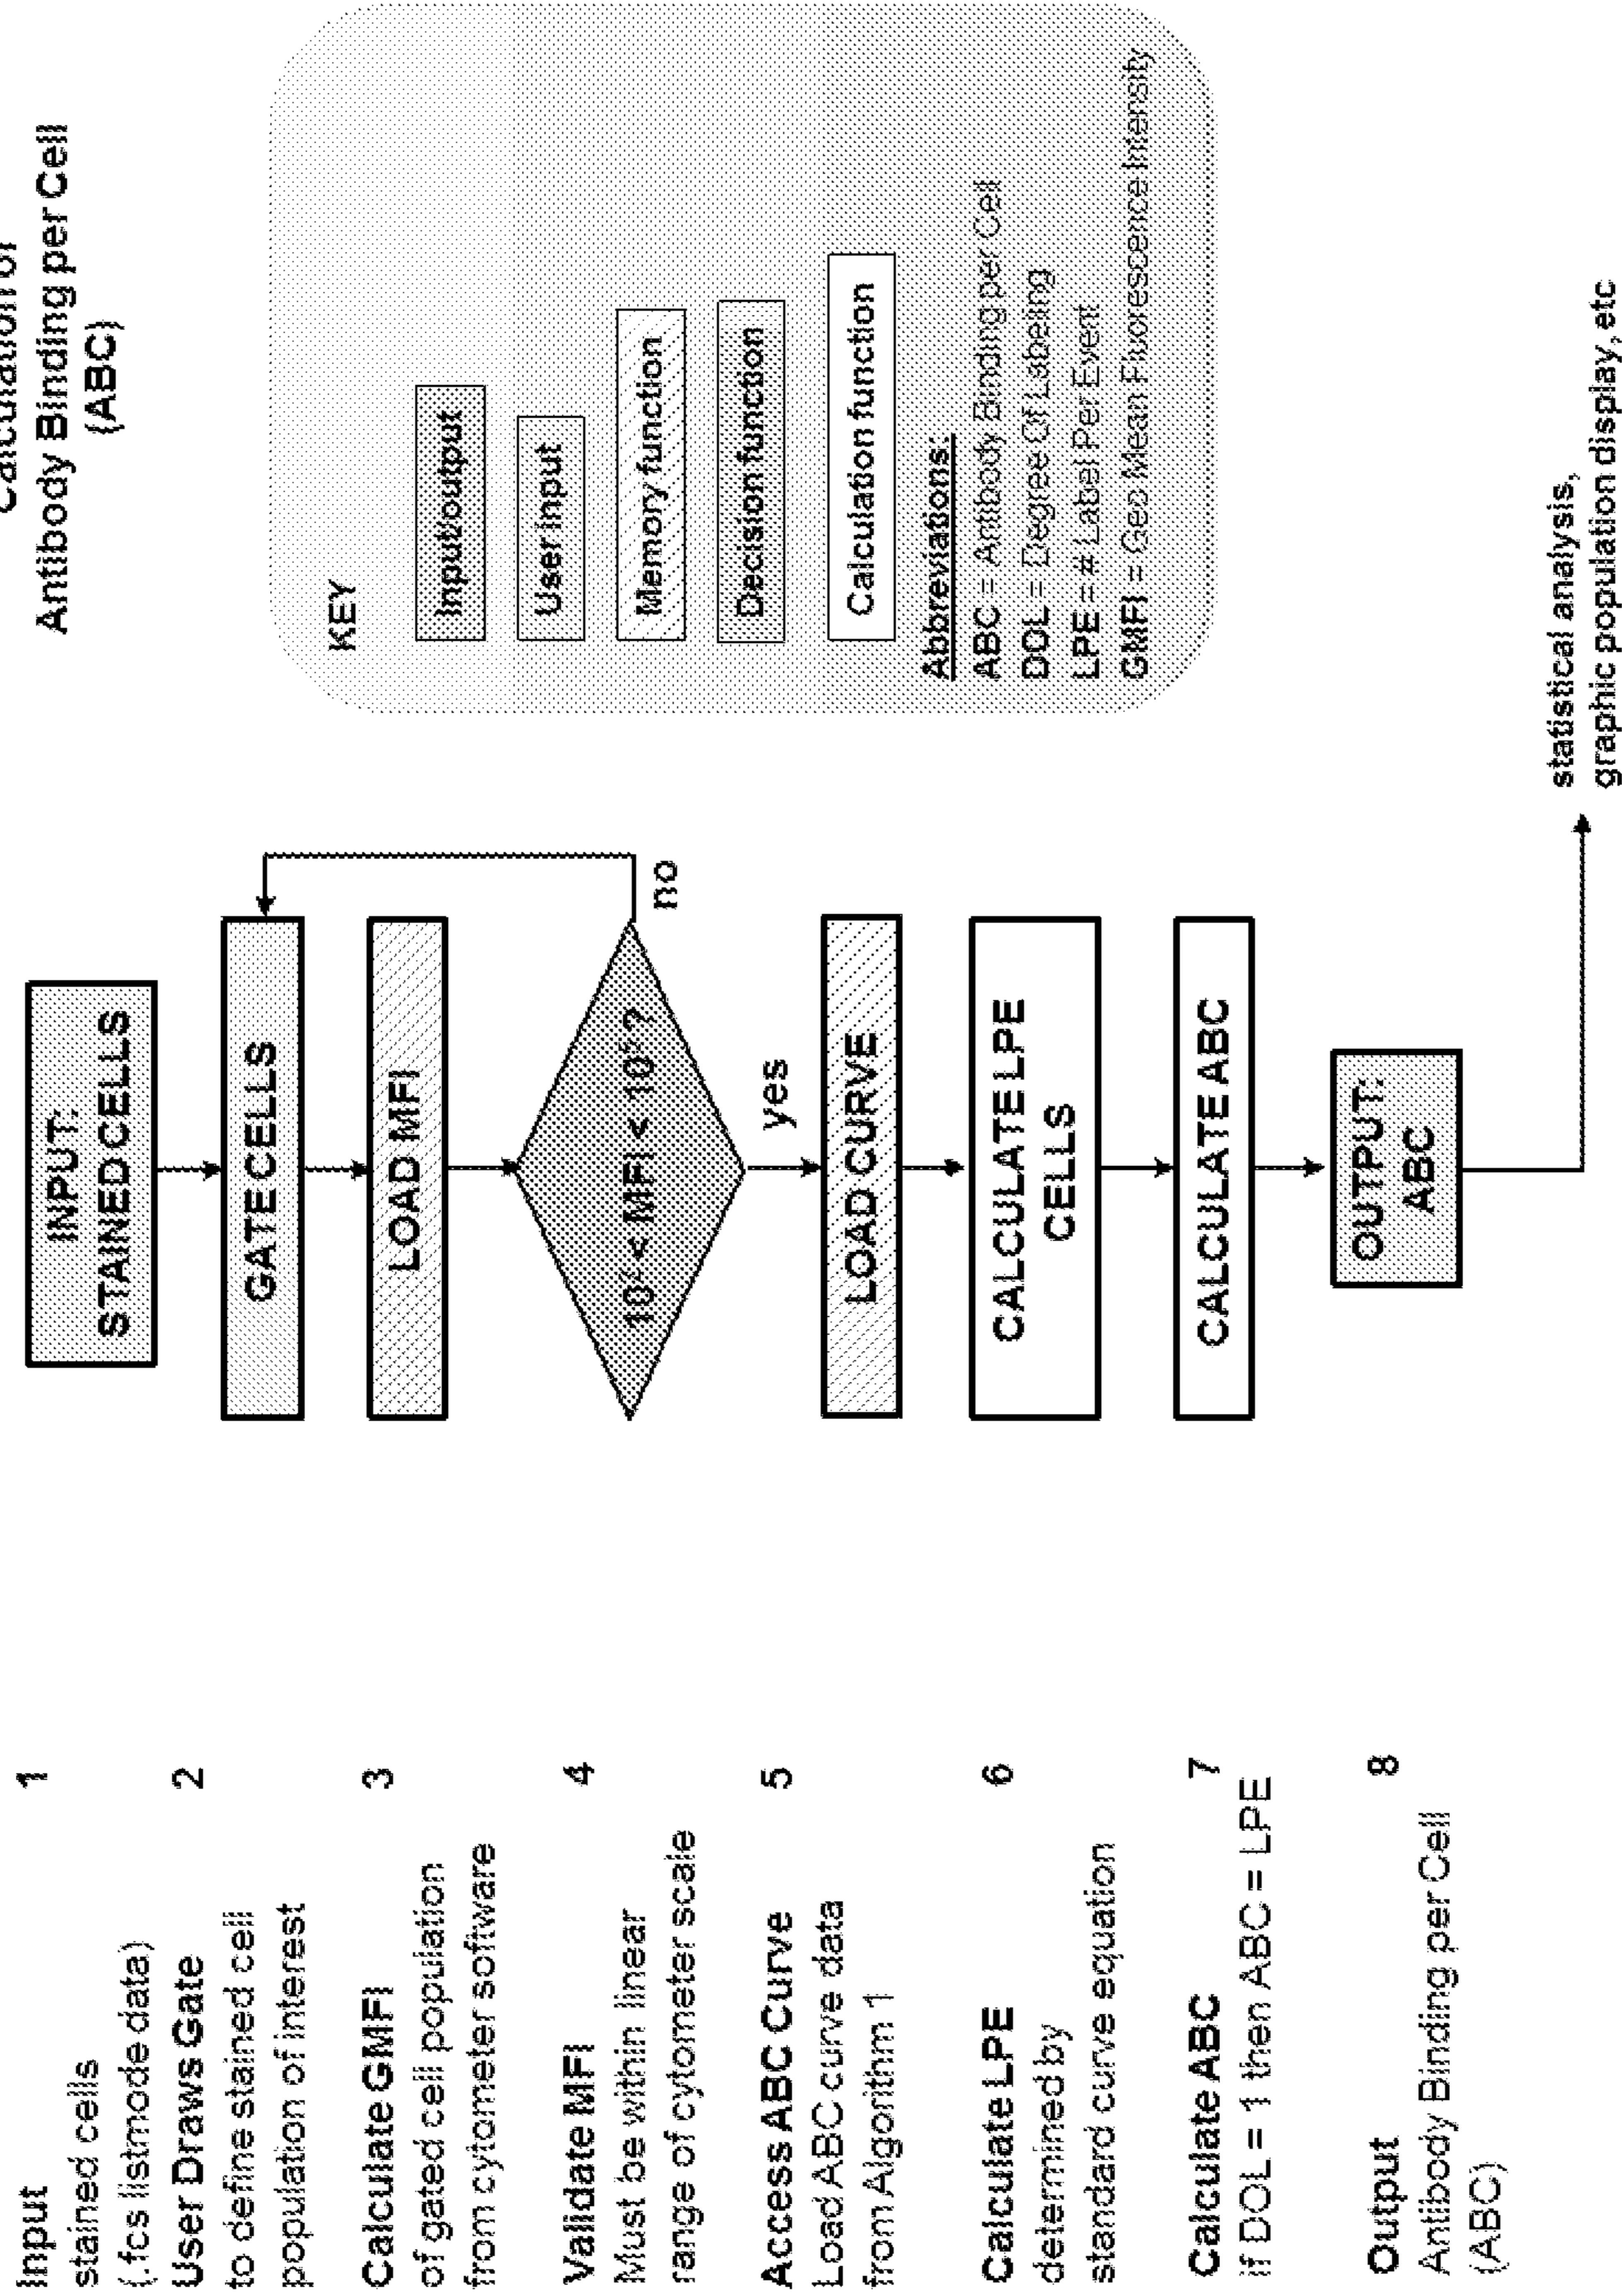 Calculation of
Antibody Binding per Cell
(ABC)
1
Input
stained cells
(.fcs listmode data)
2
User Draws Gate
to define stained cell
population of interest
3
Calculate GMFI
of gated cell population
from cytometer software
4
Validate MFI
Must be within linear
range of cytometer scale
5
Access ABC Curve
Load ABC curve data
from Algorithm 1
6
Calculate LPE
determined by
standard curve equation
7
Calculate ABC
if DOL = 1 then ABC = LPE
8
Output
Antibody Binding per Cell
(ABC)
INPUT:
STAINED CELLS
GATE CELLS
LOAD MFI
< MFI <
no
yes
LOAD CURVE
CALCULATE LPE
CELLS
CALCULATE ABC
OUTPUT:
ABC
statistical analysis,
graphic population display, etc
KEY
Input/output
User input
Memory function
Decision function
Calculation function
Abbreviations:
ABC = Antibody Binding per Cell
DOL = Degree Of Labeling
LPE = # Label Per Event
GMFI = Geo Mean Fluorescence Intensity